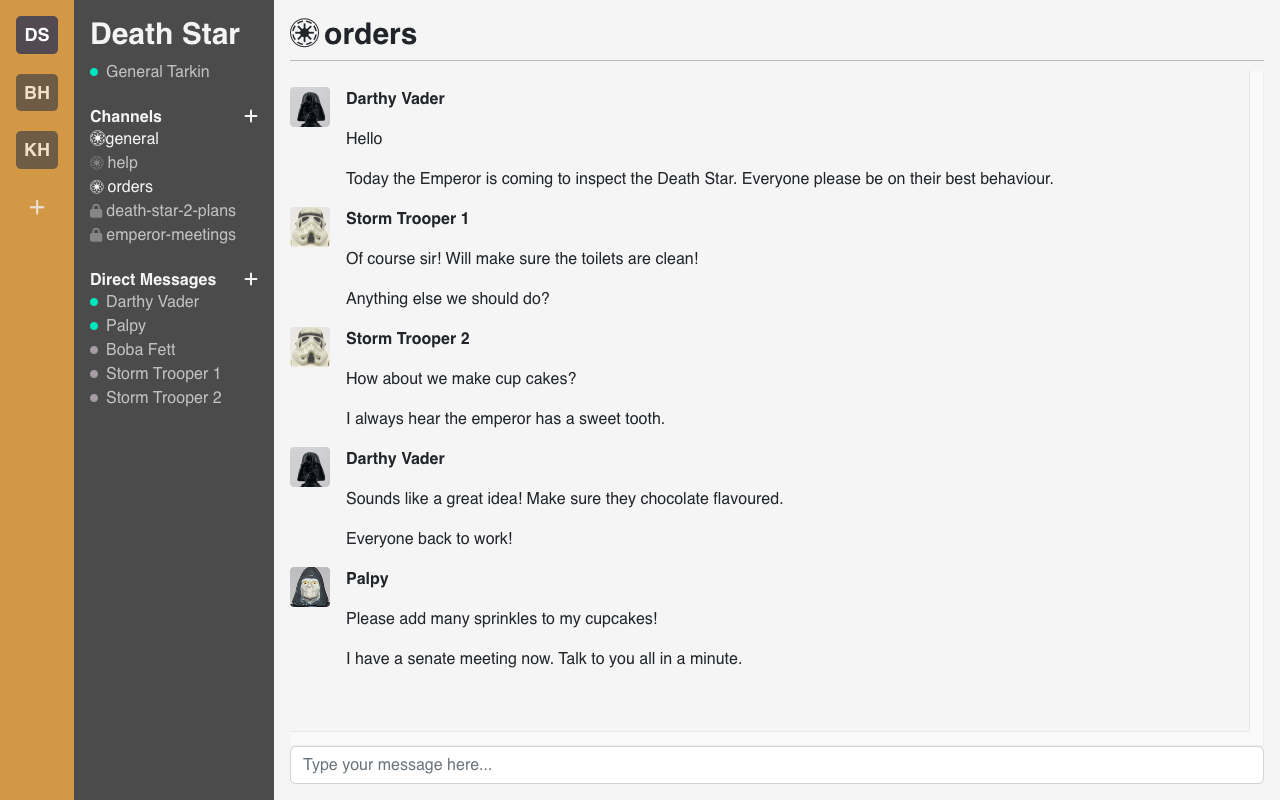 DS
BH
KH
+
Death Star
General Tarkin
Channels +
general
help
orders
death-star-2-plans
emperor-meetings
Direct Messages +
Darthy Vader
Palpy
Boba Fett
Storm Trooper 1
Storm Trooper 2
orders
Darthy Vader
Hello
Today the Emperor is coming to inspect the Death Star. Everyone please be on their best behaviour.
Storm Trooper 1
Of course sir! Will make sure the toilets are clean!
Anything else we should do?
Storm Trooper 2
How about we make cup cakes?
I always hear the emperor has a sweet tooth.
Darthy Vader
Sounds like a great idea! Make sure they chocolate flavoured.
Everyone back to work!
Palpy
Please add many sprinkles to my cupcakes!
I have a senate meeting now. Talk to you all in a minute.
Type your message here...